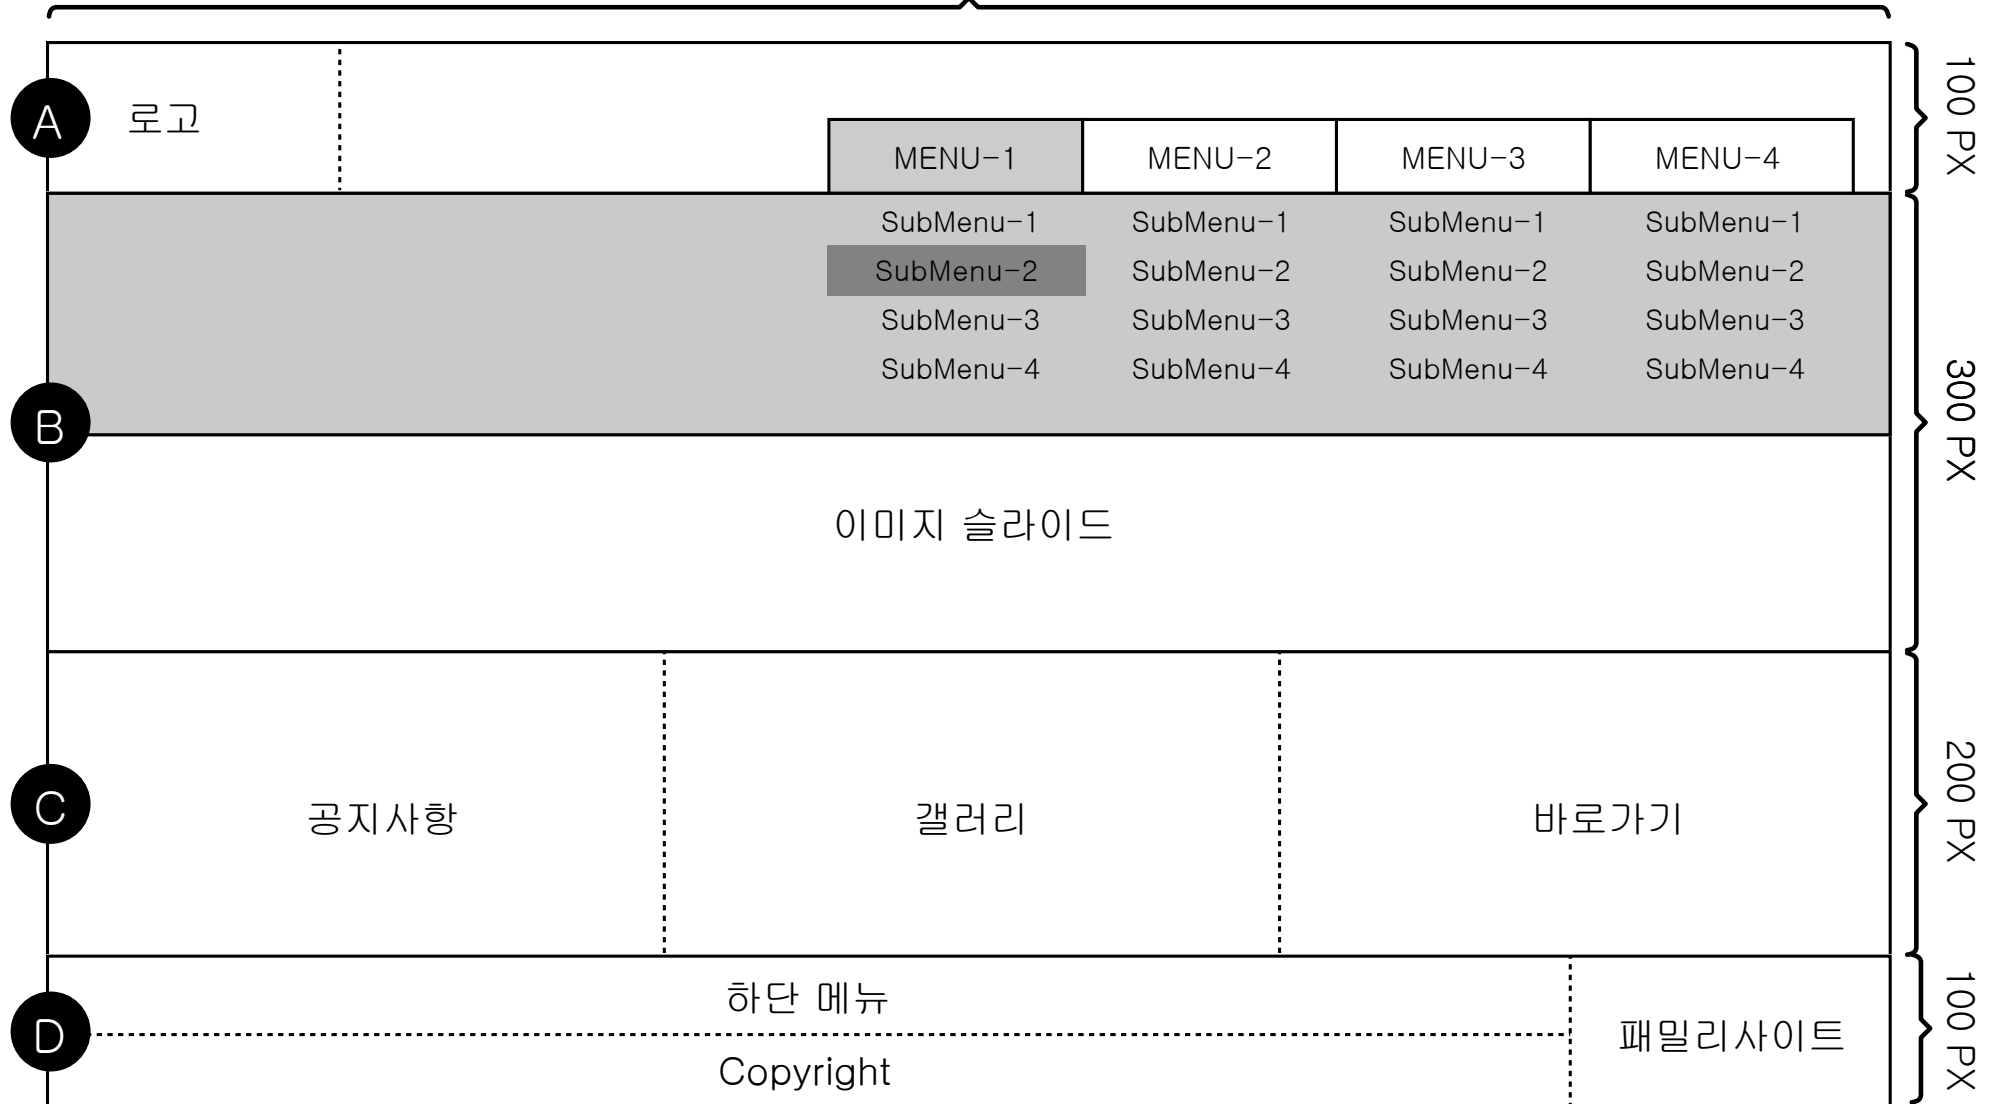 A
로고
100 PX
MENU-1 MENU-2 MENU-3 MENU-4
SubMenu-1 SubMenu-1 SubMenu-1 SubMenu-1
SubMenu-2 SubMenu-2 SubMenu-2 SubMenu-2
SubMenu-3 SubMenu-3 SubMenu-3 SubMenu-3
SubMenu-4 SubMenu-4 SubMenu-4 SubMenu-4
B
300 PX
이미지 슬라이드
C
공지사항
갤러리
바로가기
200 PX
D
하단 메뉴
Copyright
패밀리사이트
100 PX